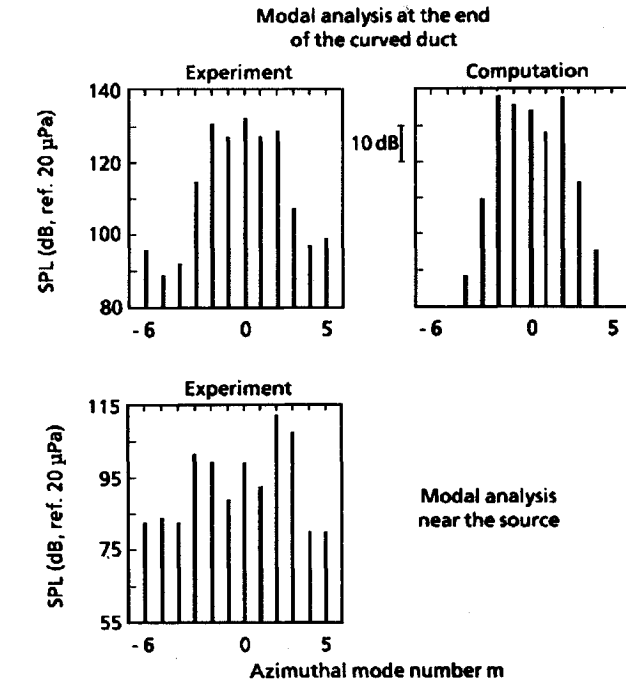 Modal analysis at the end
of the curved duct
Experiment
Computation
SPL (dB, ref. 20 µPa)
140
120
100
80
10 dB
- 6 0 5
- 6 0 5
Experiment
SPL (dB, ref. 20 µPa)
115
95
75
55
- 6 0 5
Modal analysis
near the source
Azimuthal mode number m